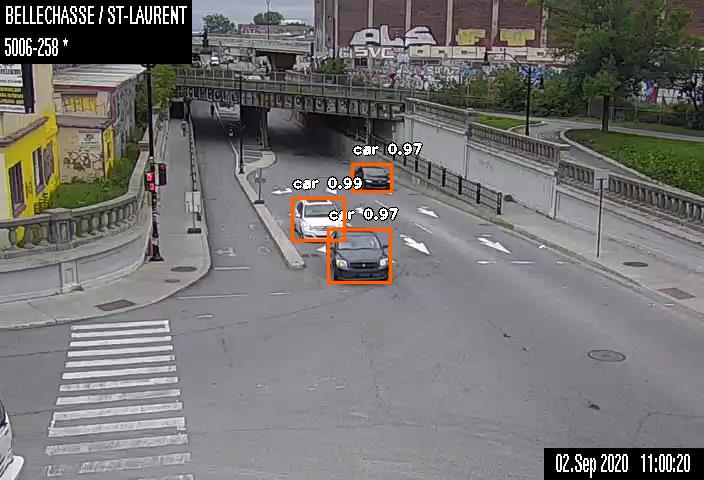 BELLECHASSE / ST-LAURENT
5006-258 *
car 0.97
car 0.99
car 0.97
SVC
02.Sep 2020 11:00:20